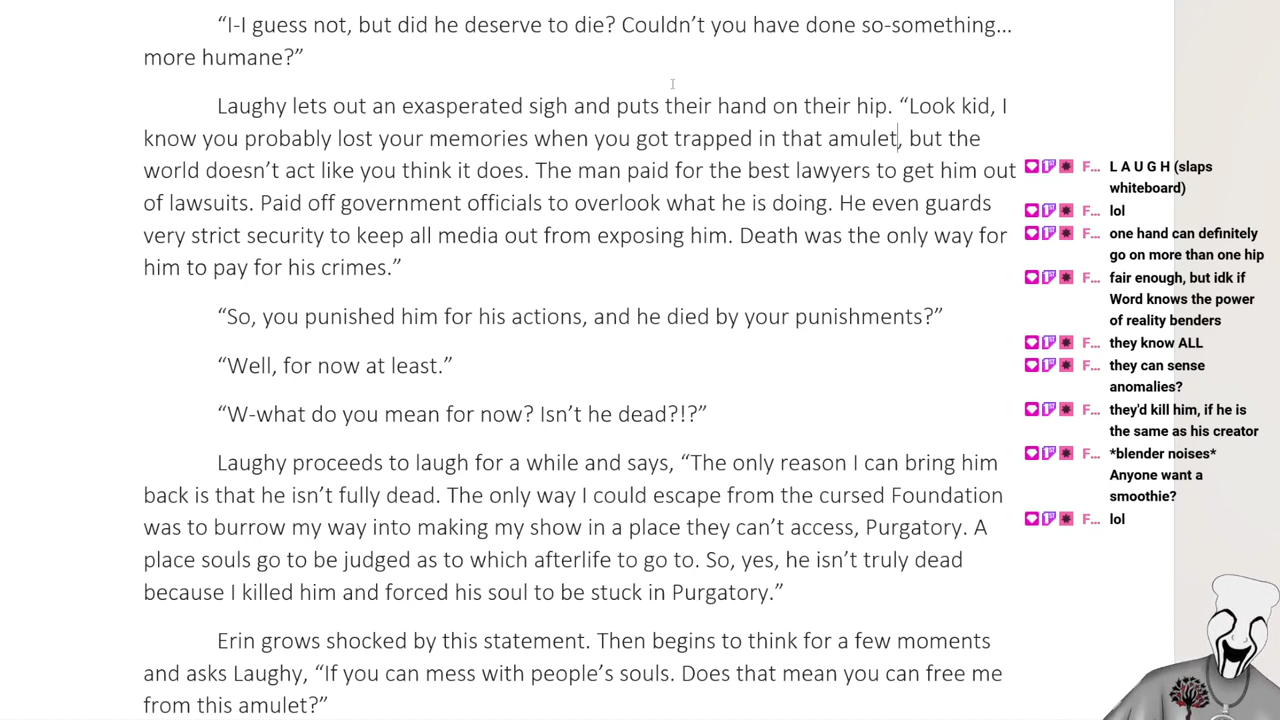 “I-I guess not, but did he deserve to die? Couldn’t you have done so-something…
more humane?”
Laughy lets out an exasperated sigh and puts their hand on their hip. “Look kid, I
know you probably lost your memories when you got trapped in that amulet, but the
world doesn’t act like you think it does. The man paid for the best lawyers to get him out
of lawsuits. Paid off government officials to overlook what he is doing. He even guards
very strict security to keep all media out from exposing him. Death was the only way for
him to pay for his crimes.”
“So, you punished him for his actions, and he died by your punishments?”
“Well, for now at least.”
“W-what do you mean for now? Isn’t he dead?!?”
Laughy proceeds to laugh for a while and says, “The only reason I can bring him
back is that he isn’t fully dead. The only way I could escape from the cursed Foundation
was to burrow my way into making my show in a place they can’t access, Purgatory. A
place souls go to be judged as to which afterlife to go to. So, yes, he isn’t truly dead
because I killed him and forced his soul to be stuck in Purgatory.”
Erin grows shocked by this statement. Then begins to think for a few moments
and asks Laughy, “If you can mess with people’s souls. Does that mean you can free me
from this amulet?”
F… L A U G H (slaps
whiteboard)
F… lol
F… one hand can definitely
go on more than one hip
F… fair enough, but idk if
Word knows the power
of reality benders
F… they know ALL
F… they can sense
anomalies?
F… they'd kill him, if he is
the same as his creator
F… *blender noises*
Anyone want a
smoothie?
F… lol